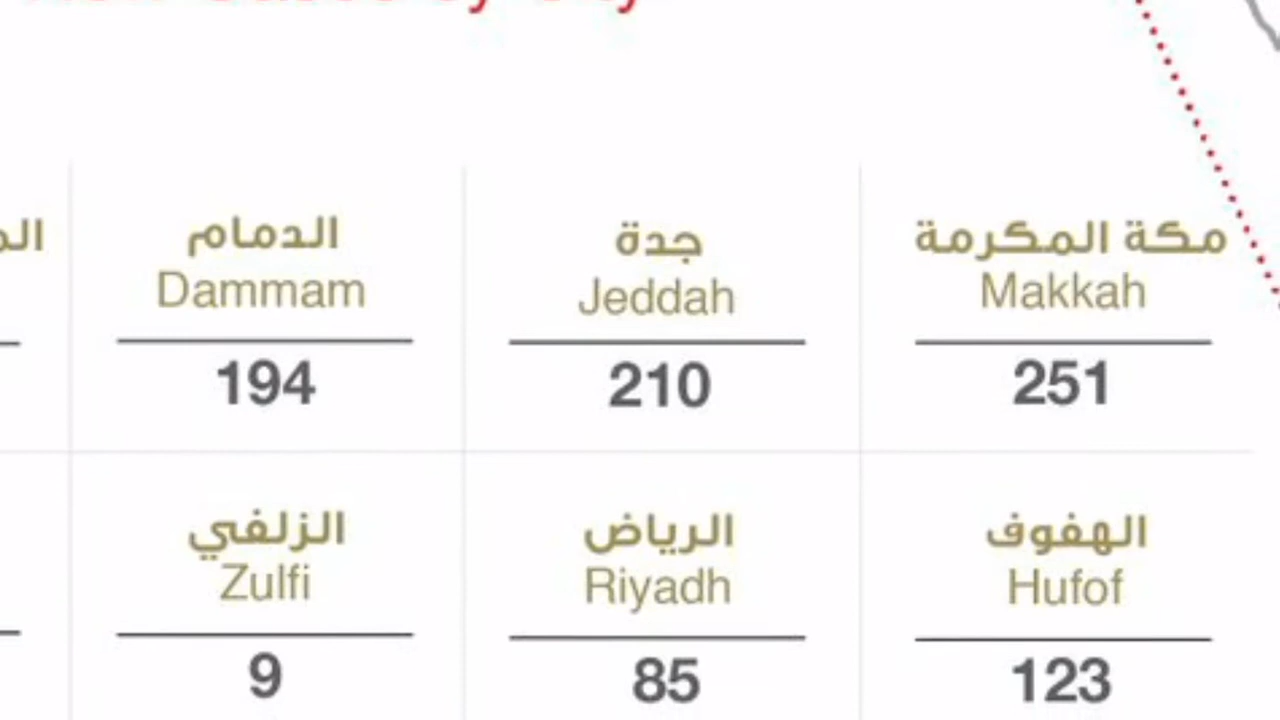 الدمام
Dammam
194
جدة
Jeddah
210
مكة المكرمة
Makkah
251
الزلفي
Zulfi
9
الرياض
Riyadh
85
الهفوف
Hufof
123